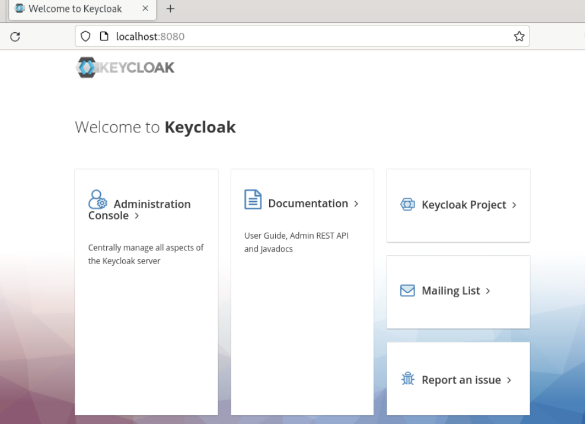 Welcome to Keycloak × +
localhost:8080
KEYCLOAK
Welcome to Keycloak
Administration
Console >
Centrally manage all aspects of
the Keycloak server
Documentation >
User Guide, Admin REST API
and Javadocs
Keycloak Project >
Mailing List >
Report an issue >